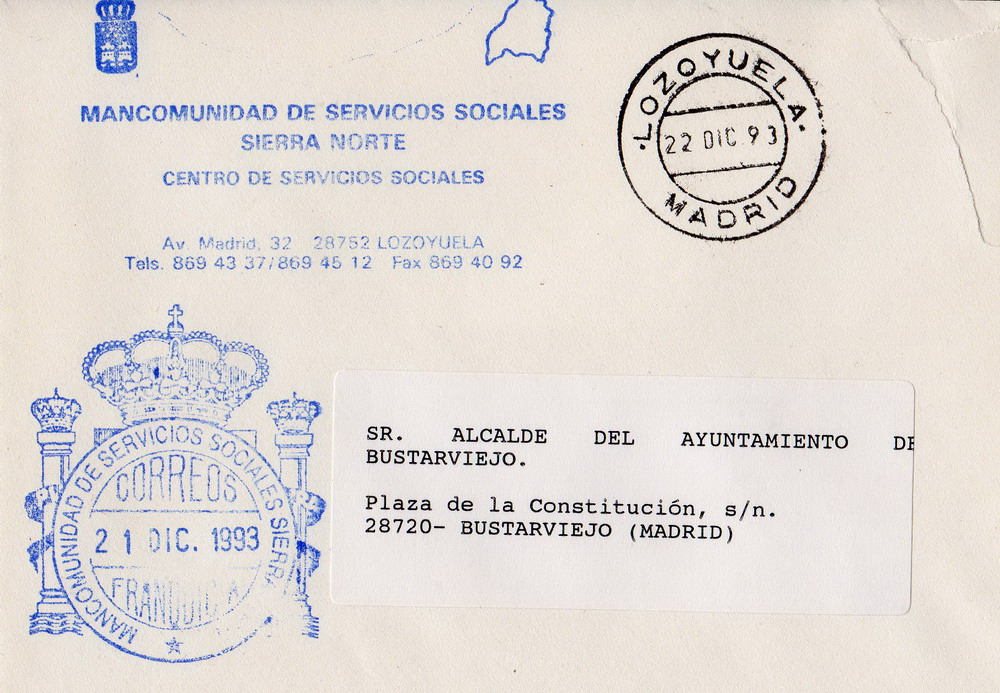 MANCOMUNIDAD DE SERVICIOS SOCIALES
SIERRA NORTE
CENTRO DE SERVICIOS SOCIALES
Av. Madrid, 32 28752 LOZOYUELA
Tels. 869 43 37/869 45 12 Fax 869 40 92
·LOZOYUELA·
22 DIC. 93
MADRID
MANCOMUNIDAD DE SERVICIOS SOCIALES SIERRA
CORREOS
21 DIC. 1993
FRANQUICIA
SR. ALCALDE DEL AYUNTAMIENTO DE
BUSTARVIEJO.
Plaza de la Constitución, s/n.
28720- BUSTARVIEJO (MADRID)